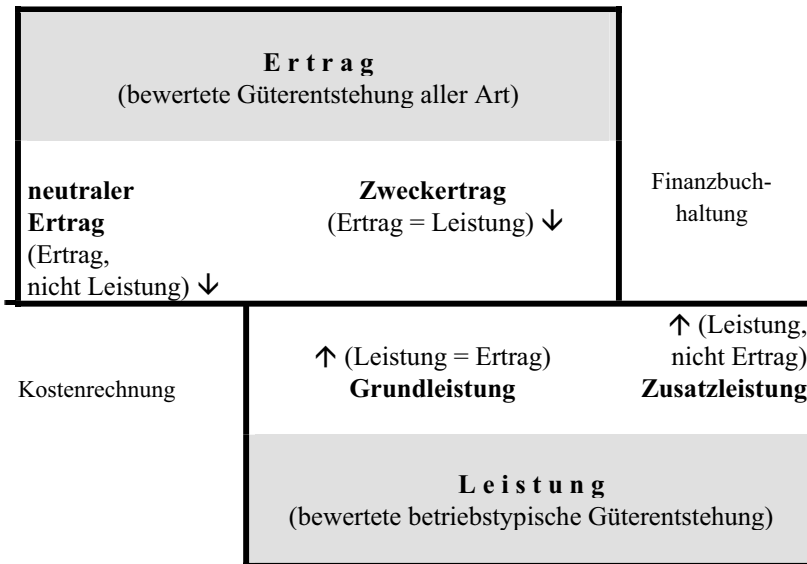 E r t r a g
(bewertete Güterentstehung aller Art)
neutraler
Ertrag
(Ertrag,
nicht Leistung) ↓
Zweckertrag
(Ertrag = Leistung) ↓
Finanzbuch-
haltung
Kostenrechnung
↑ (Leistung = Ertrag)
Grundleistung
↑ (Leistung,
nicht Ertrag)
Zusatzleistung
L e i s t u n g
(bewertete betriebstypische Güterentstehung)